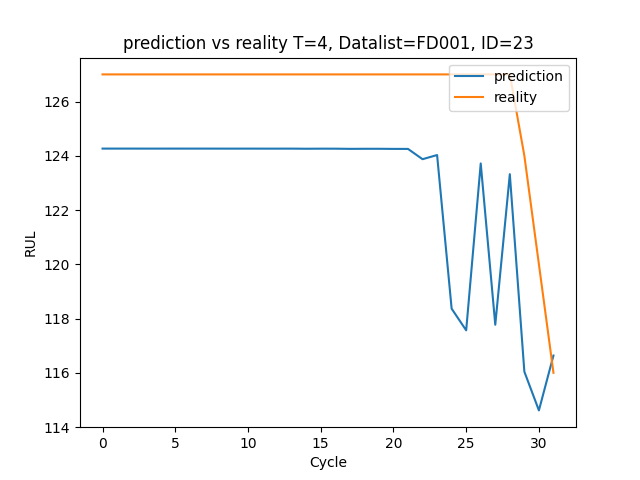 prediction vs reality T=4, Datalist=FD001, ID=23
prediction
reality
126
124
122
120
118
116
114
RUL
0 5 10 15 20 25 30
Cycle